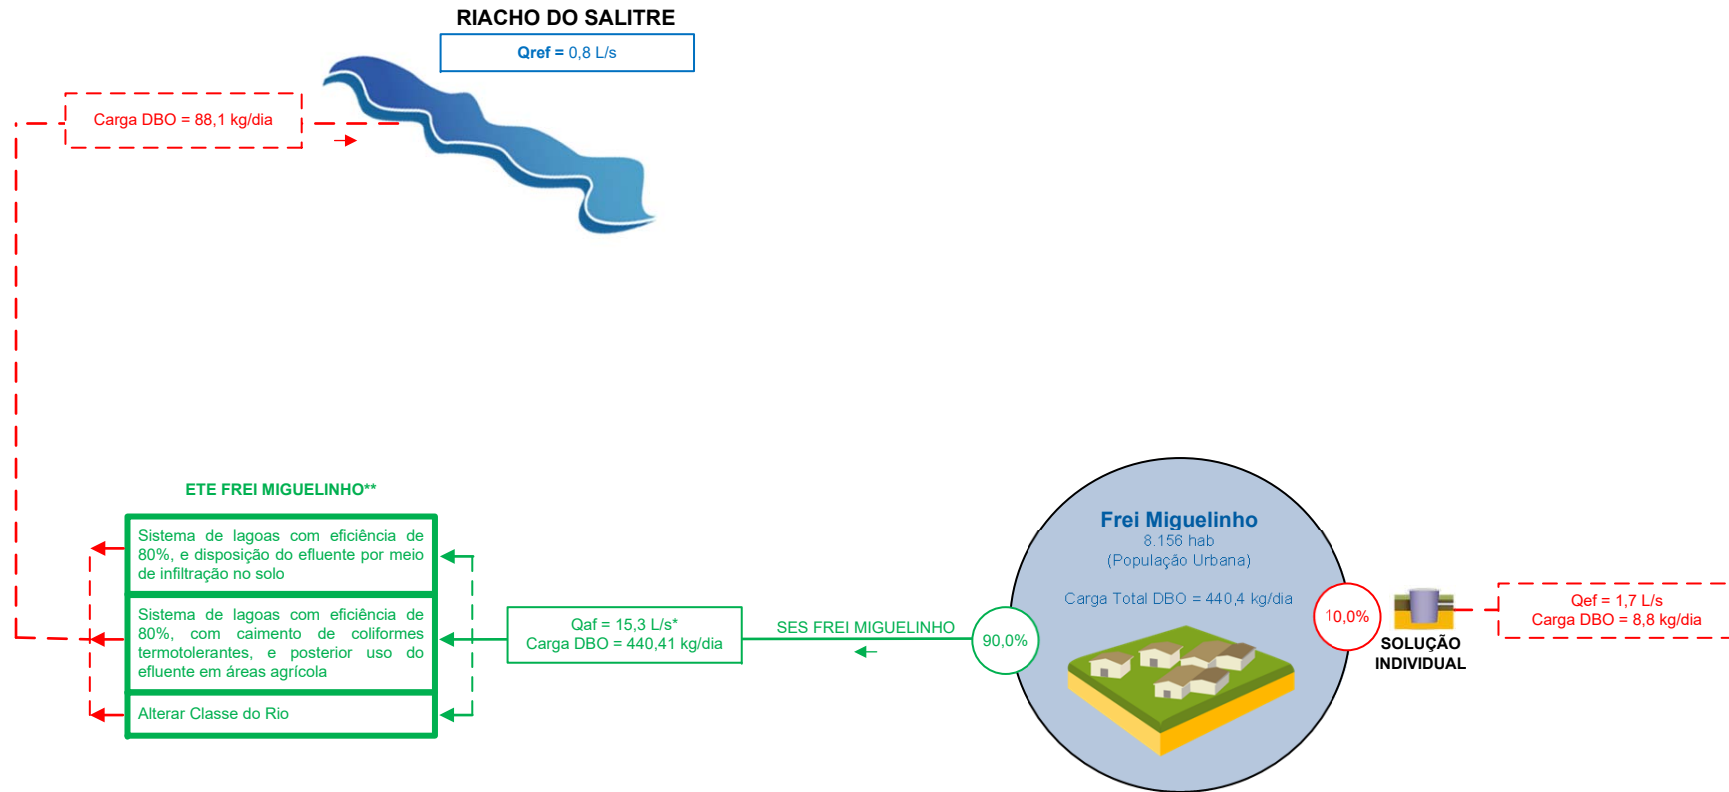 RIACHO DO SALITRE
Qref = 0,8 L/s
Carga DBO = 88,1 kg/dia
ETE FREI MIGUELINHO**
Sistema de lagoas com eficiência de
80%, e disposição do efluente por meio
de infiltração no solo
Sistema de lagoas com eficiência de
80%, com caimento de coliformes
termotolerantes, e posterior uso do
efluente em áreas agrícola
Alterar Classe do Rio
Qaf = 15,3 L/s*
Carga DBO = 440,41 kg/dia
SES FREI MIGUELINHO
90,0%
Frei Miguelinho
8.156 hab
(População Urbana)
Carga Total DBO = 440,4 kg/dia
10,0%
SOLUÇÃO
INDIVIDUAL
Qef = 1,7 L/s
Carga DBO = 8,8 kg/dia